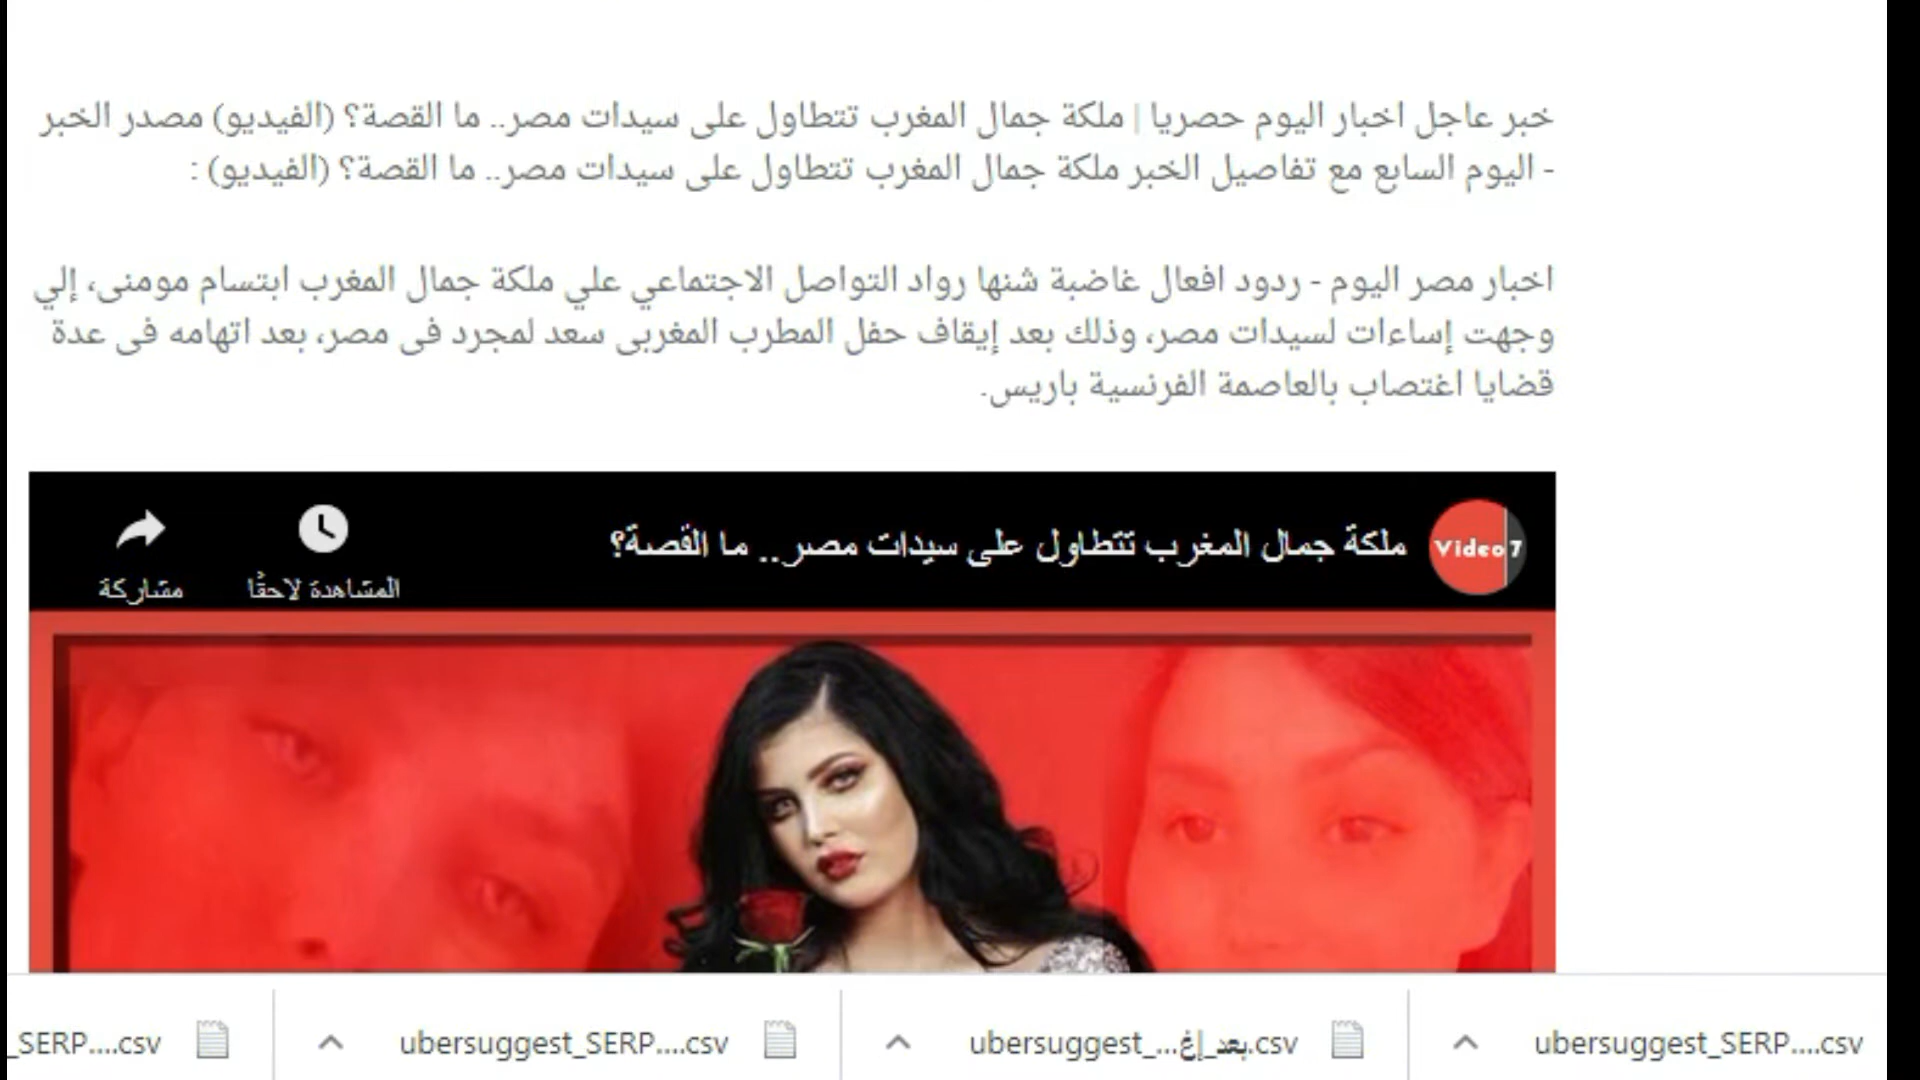 خبر عاجل اخبار اليوم حصريا | ملكة جمال المغرب تتطاول على سيدات مصر.. ما القصة؟ (الفيديو) مصدر الخبر
- اليوم السابع مع تفاصيل الخبر ملكة جمال المغرب تتطاول على سيدات مصر.. ما القصة؟ (الفيديو) :
اخبار مصر اليوم - ردود افعال غاضبة شنها رواد التواصل الاجتماعي علي ملكة جمال المغرب ابتسام مومنى، إلي
وجهت إساءات لسيدات مصر، وذلك بعد إيقاف حفل المطرب المغربى سعد لمجرد فى مصر، بعد اتهامه فى عدة
قضايا اغتصاب بالعاصمة الفرنسية باريس.
Video7
ملكة جمال المغرب تتطاول على سيدات مصر.. ما القصة؟
المشاهدة لاحقًا
مشاركة
_SERP....csv
ubersuggest_SERP....csv
ubersuggest_...بعد_إغ.csv
ubersuggest_SERP....csv